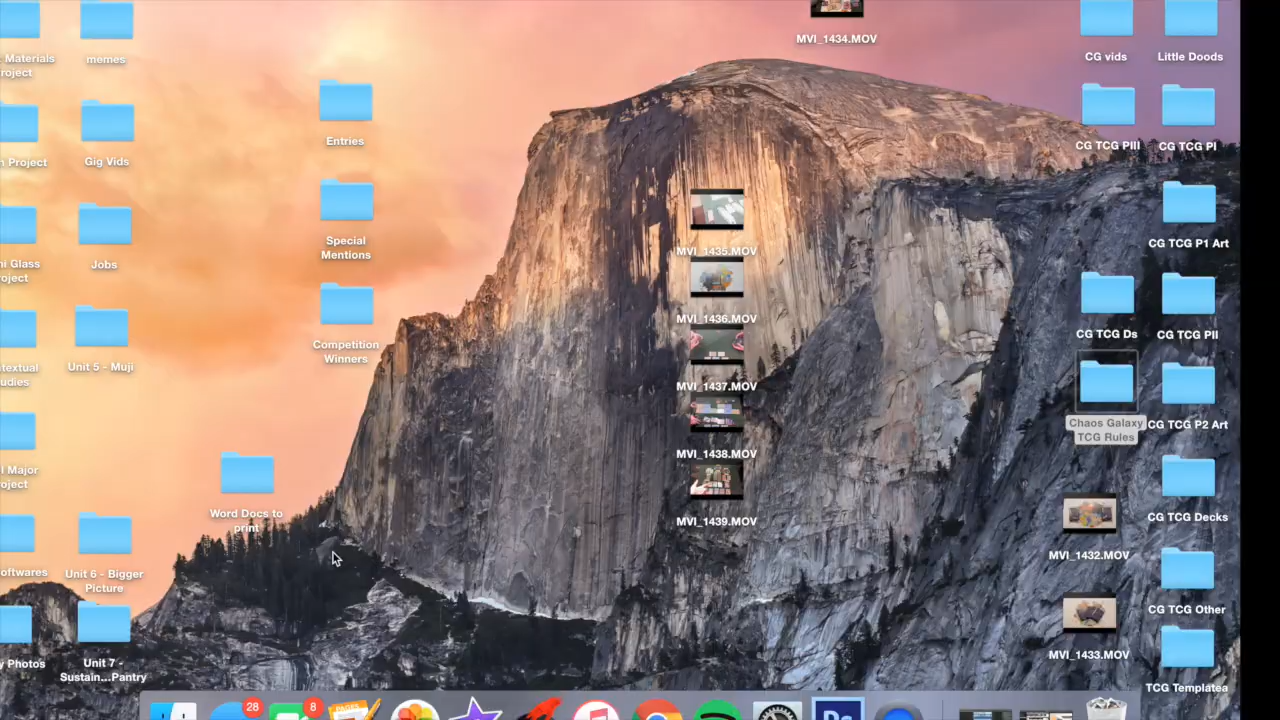 MVI_1434.MOV
Materials
roject
memes
CG vids
Little Doods
Entries
Project
Gig Vids
CG TCG PIII
CG TCG PI
Special
Mentions
MVI_1435.MOV
CG TCG P1 Art
Glass
roject
Jobs
MVI_1436.MOV
Competition
Winners
CG TCG Ds
CG TCG PII
textual
udies
Unit 5 - Muji
MVI_1437.MOV
Chaos Galaxy
TCG Rules
CG TCG P2 Art
Major
oject
MVI_1438.MOV
Word Docs to
print
MVI_1439.MOV
CG TCG Decks
MVI_1432.MOV
oftwares
Unit 6 - Bigger
Picture
CG TCG Other
y Photos
Unit 7 -
Sustain...Pantry
MVI_1433.MOV
TCG Templatea
28
8
PAGES
Ps